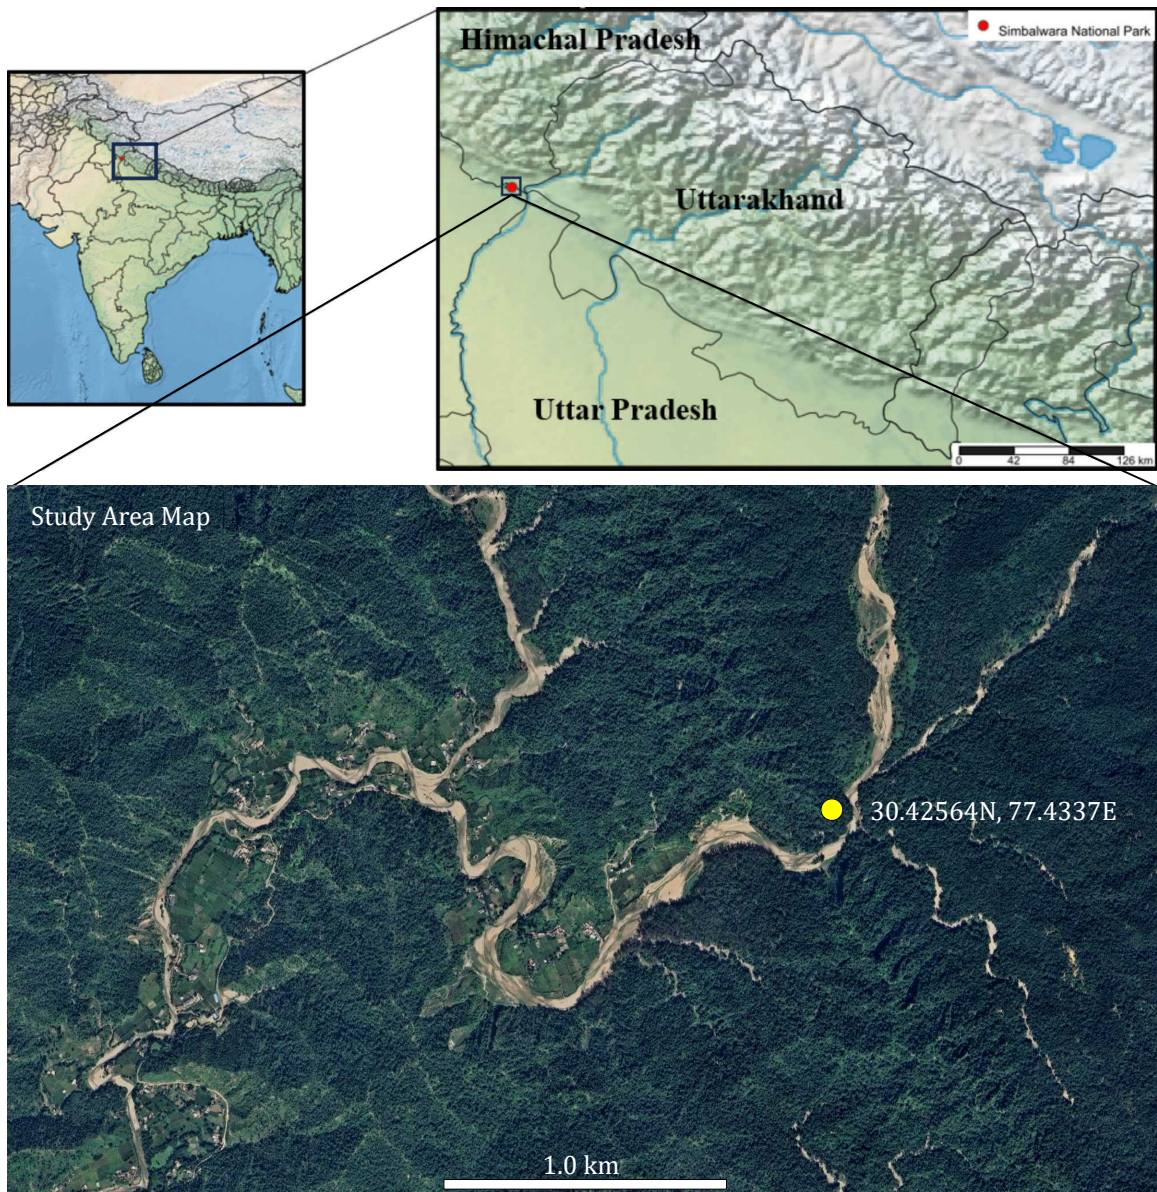 Himachal Pradesh
Simbalwara National Park
Uttarakhand
Uttar Pradesh
0 42 84 126 km
Study Area Map
30.42564N, 77.4337E
1.0 km